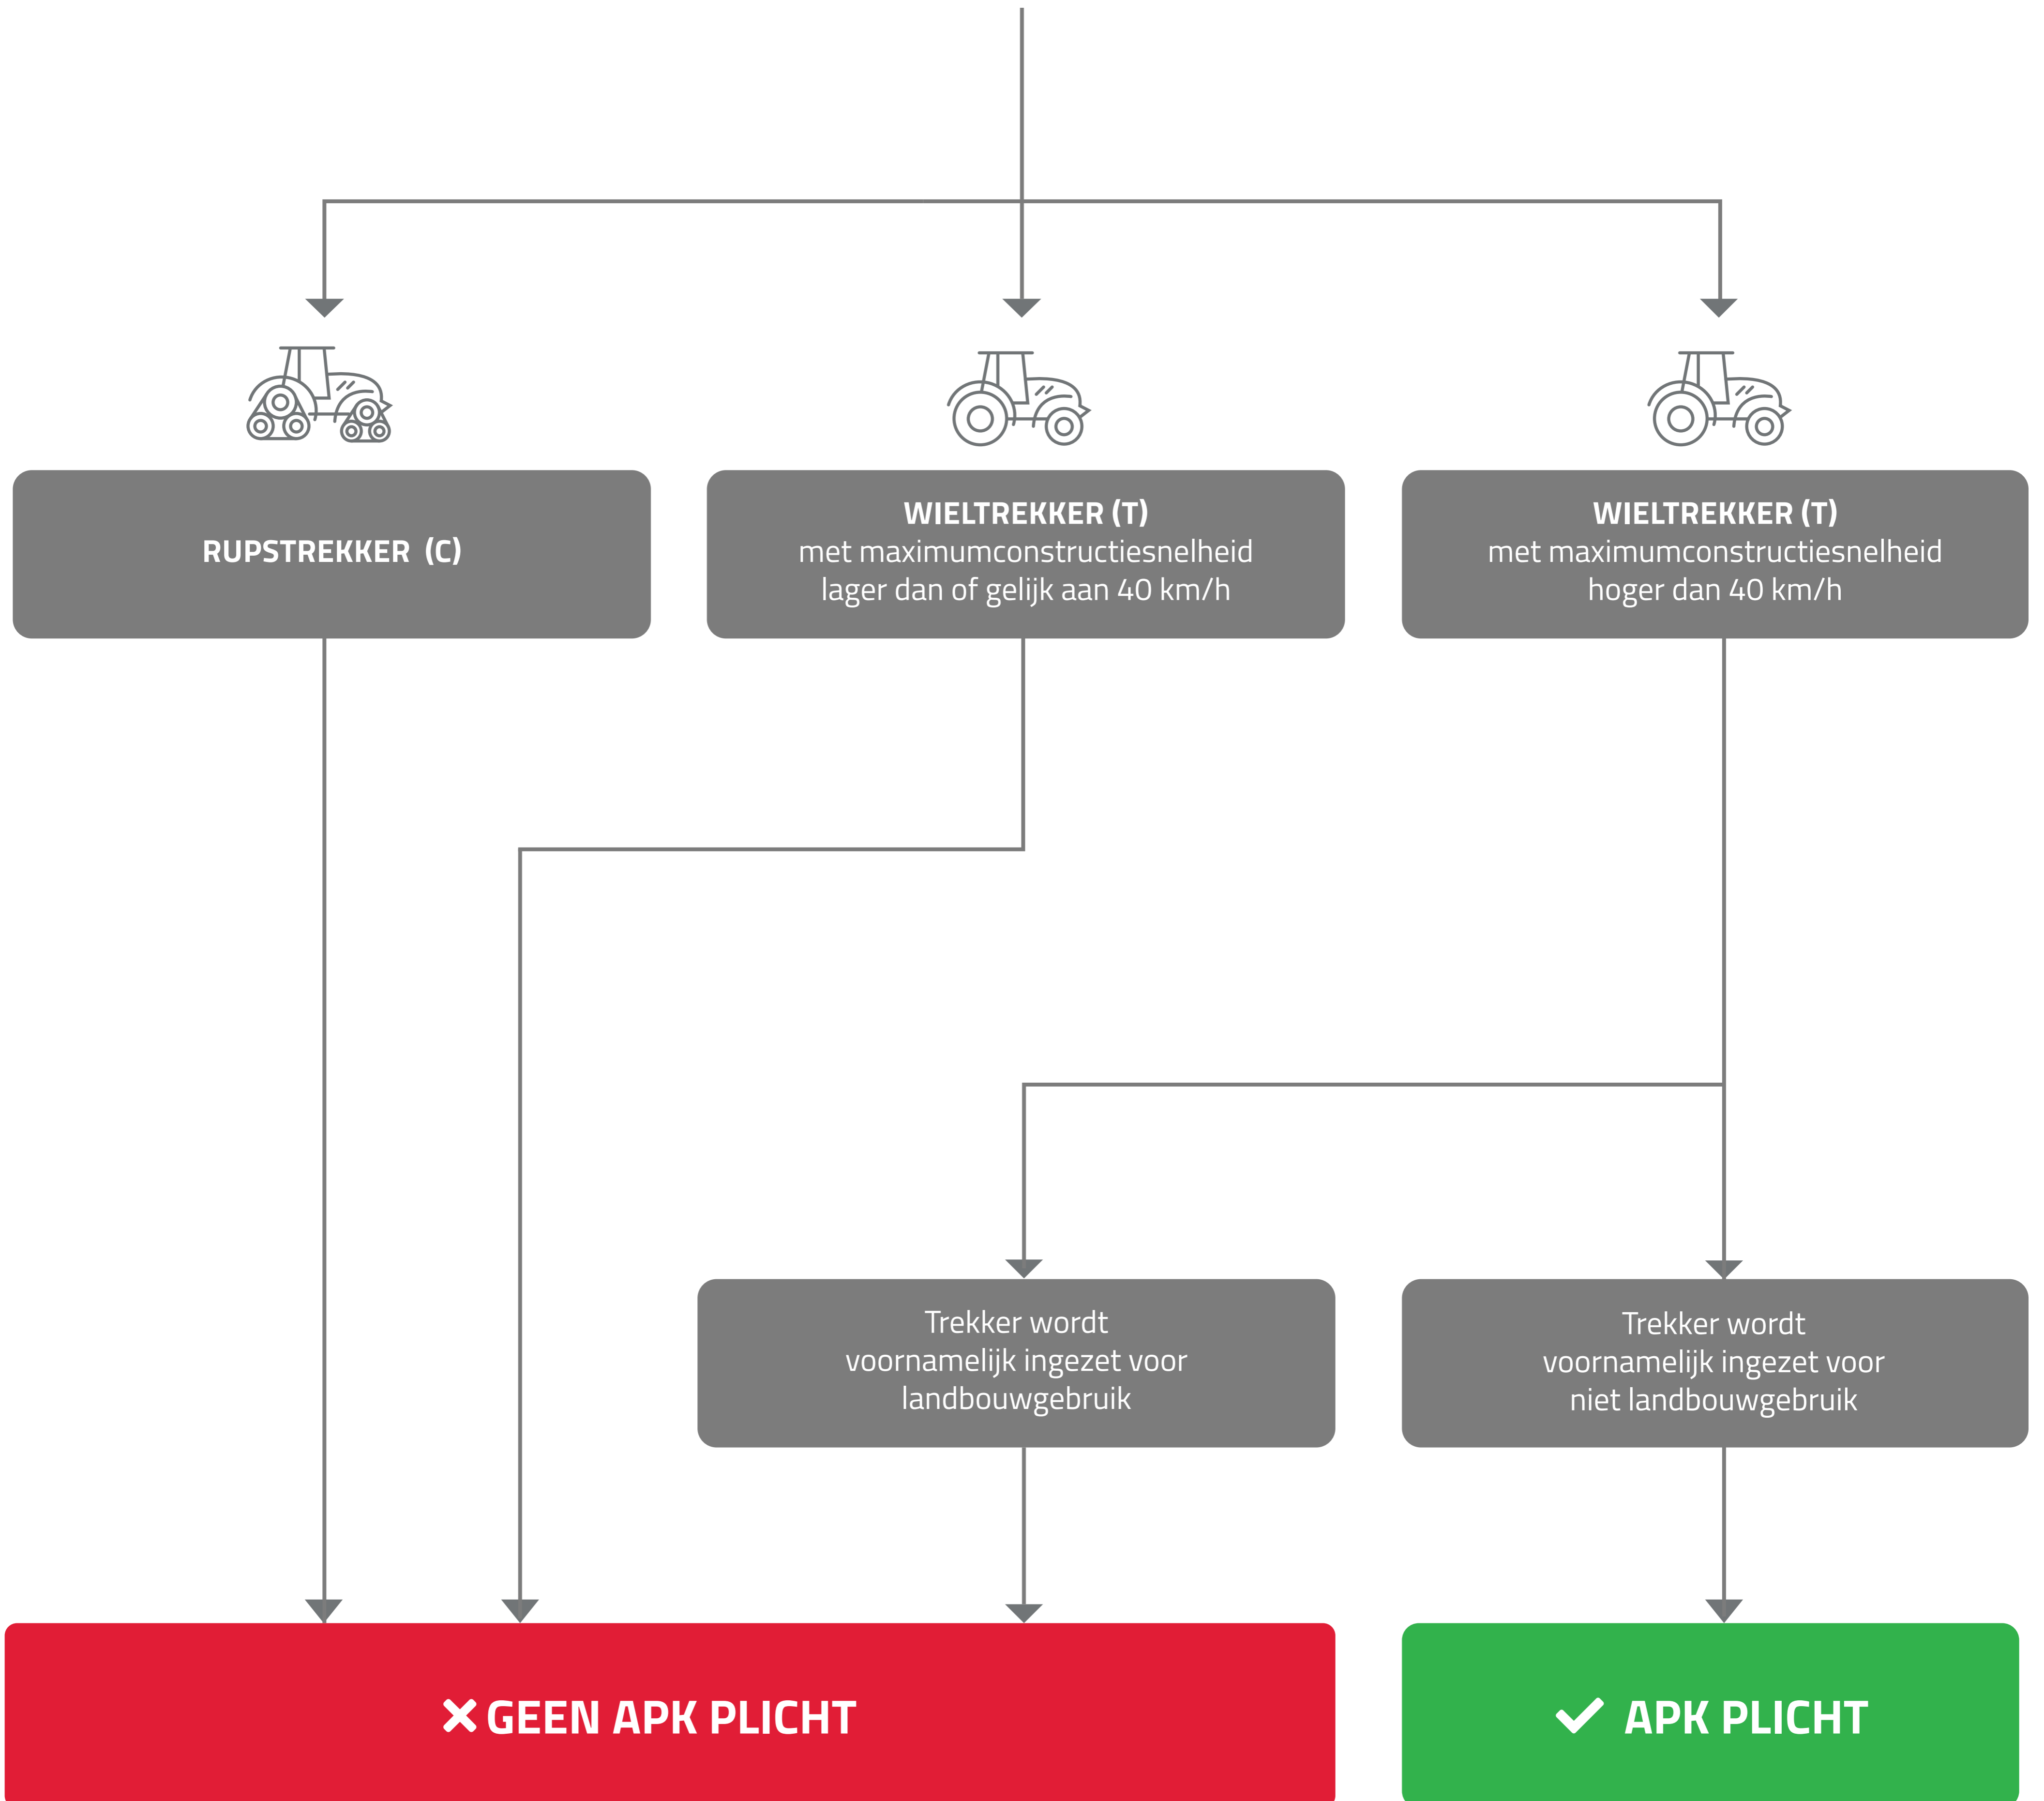 RUPSTREKKER (C)
WIELTREKKER (T)
met maximumconstructiesnelheid
lager dan of gelijk aan 40 km/h
WIELTREKKER (T)
met maximumconstructiesnelheid
hoger dan 40 km/h
Trekker wordt
voornamelijk ingezet voor
landbouwgebruik
Trekker wordt
voornamelijk ingezet voor
niet landbouwgebruik
GEEN APK PLICHT
APK PLICHT